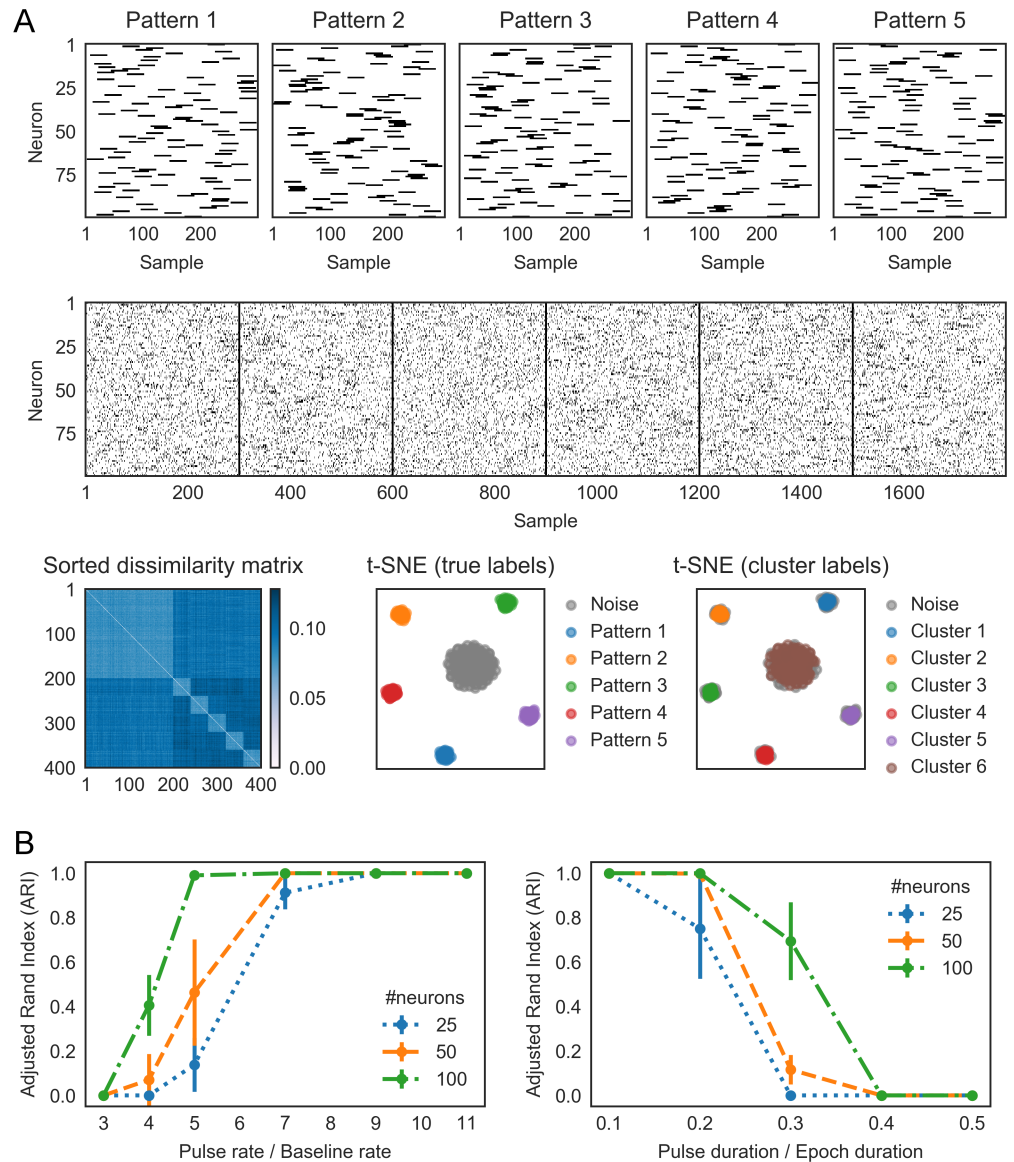 A
Pattern 1 Pattern 2 Pattern 3 Pattern 4 Pattern 5
1
25
50
75
Neuron
1 100 200 1 100 200 1 100 200 1 100 200 1 100 200
Sample Sample Sample Sample Sample
1
25
50
75
Neuron
1 200 400 600 800 1000 1200 1400 1600
Sample
Sorted dissimilarity matrix
1
100
200
300
400
1 100 200 300 400
0.10
0.05
0.00
t-SNE (true labels)
Noise
Pattern 1
Pattern 2
Pattern 3
Pattern 4
Pattern 5
t-SNE (cluster labels)
Noise
Cluster 1
Cluster 2
Cluster 3
Cluster 4
Cluster 5
Cluster 6
B
Adjusted Rand Index (ARI)
1.0
0.8
0.6
0.4
0.2
0.0
#neurons
25
50
100
3 4 5 6 7 8 9 10 11
Pulse rate / Baseline rate
Adjusted Rand Index (ARI)
1.0
0.8
0.6
0.4
0.2
0.0
#neurons
25
50
100
0.1 0.2 0.3 0.4 0.5
Pulse duration / Epoch duration